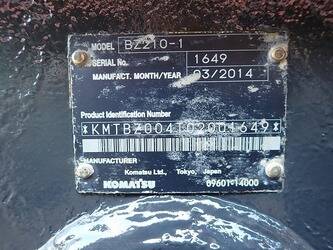 MODEL BZ210-1
SERIAL No. 1649
MANUFACT. MONTH/YEAR 03/2014
Product Identification Number
*KMTBZ004T02001649*
MANUFACTURER
Komatsu Ltd. Tokyo, Japan
KOMATSU 09601-14000